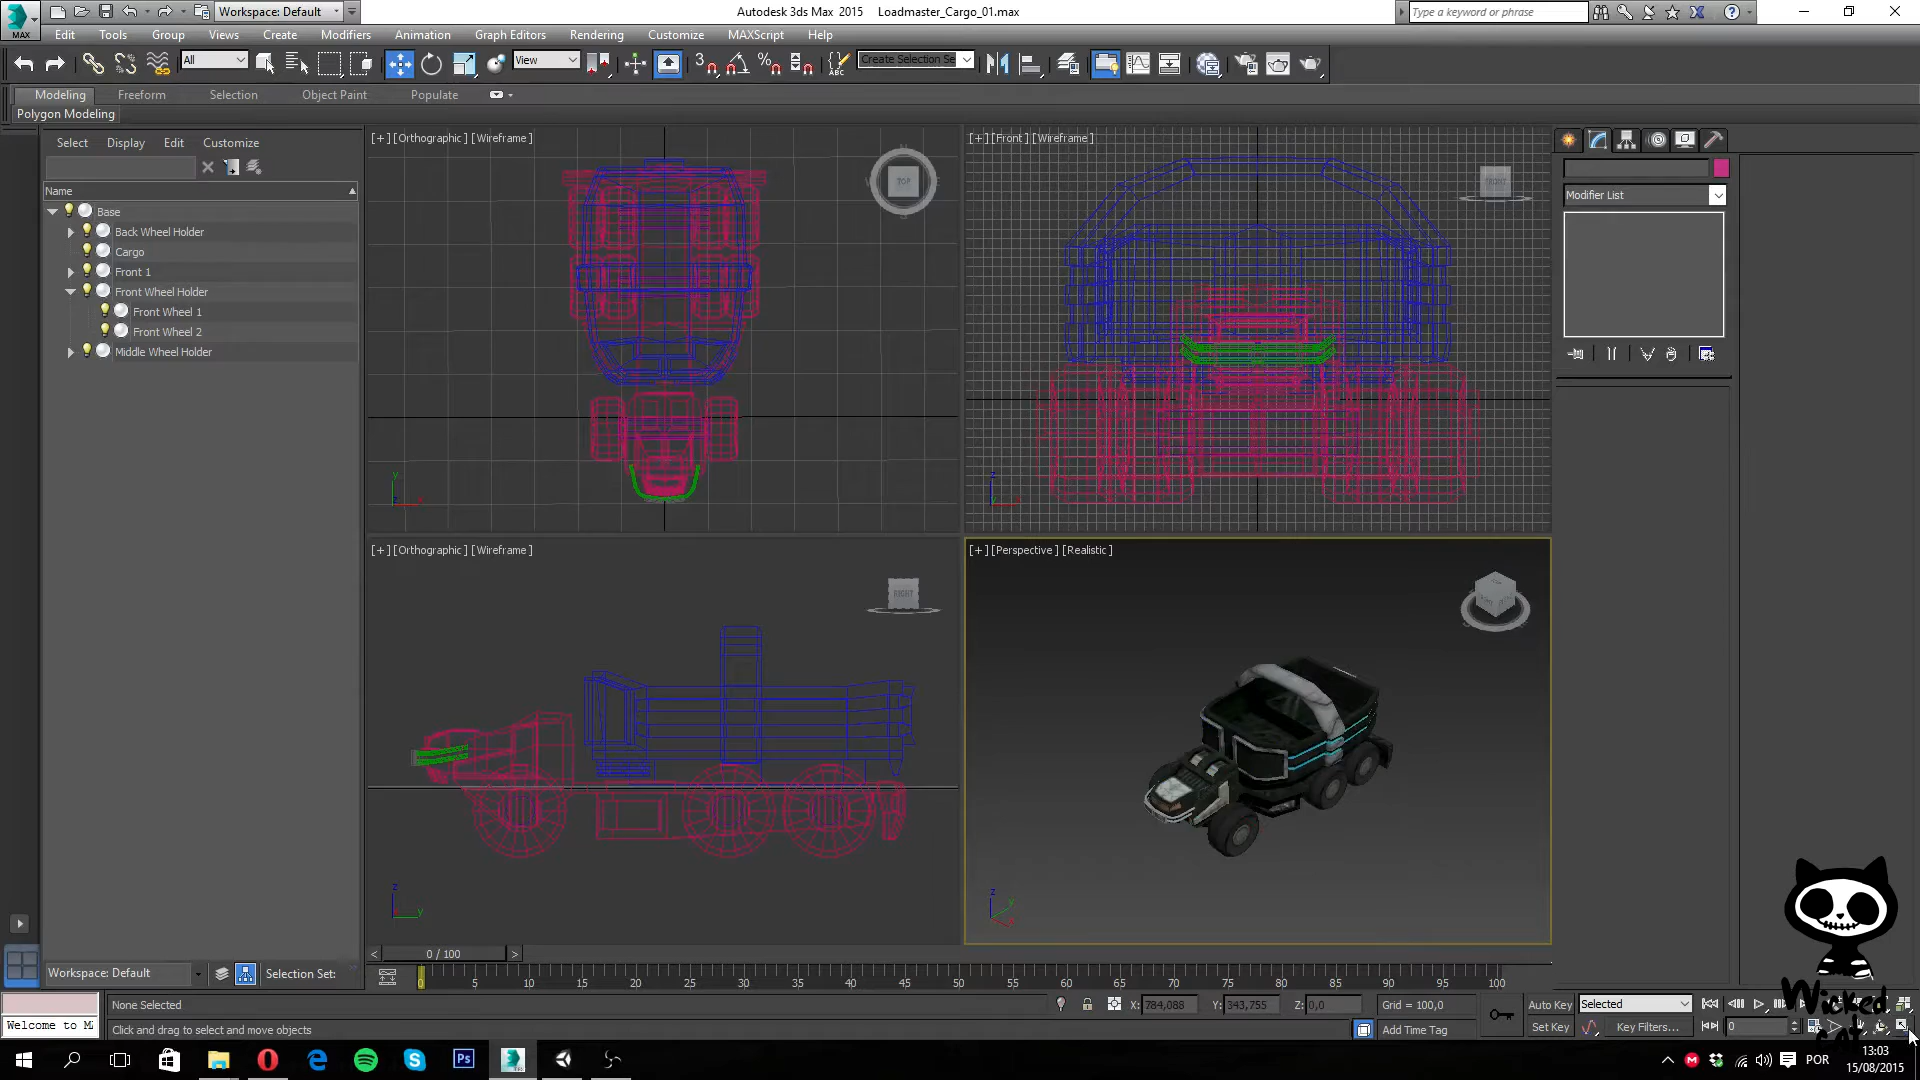 Workspace: Default
Autodesk 3ds Max 2015 Loadmaster_Cargo_01.max
Type a keyword or phrase
MAX
Edit Tools Group Views Create Modifiers Animation Graph Editors Rendering Customize MAXScript Help
All
View
Create Selection Se
Modeling Freeform Selection Object Paint Populate
Polygon Modeling
Select Display Edit Customize
Name
Base
Back Wheel Holder
Cargo
Front 1
Front Wheel Holder
Front Wheel 1
Front Wheel 2
Middle Wheel Holder
[+] [Orthographic] [Wireframe]
TOP
[+] [Front] [Wireframe]
FRONT
[+] [Orthographic] [Wireframe]
RIGHT
[+] [Perspective] [Realistic]
Modifier List
0 / 100
Workspace: Default
Selection Set:
0 5 10 15 20 25 30 35 40 45 50 55 60 65 70 75 80 85 90 95 100
None Selected
X: 784,088 Y: 343,755 Z: 0,0 Grid = 100,0
Auto Key Selected
Welcome to M
Click and drag to select and move objects
Add Time Tag
Set Key Key Filters... 0
Wicked
cat
POR
13:03
15/08/2015